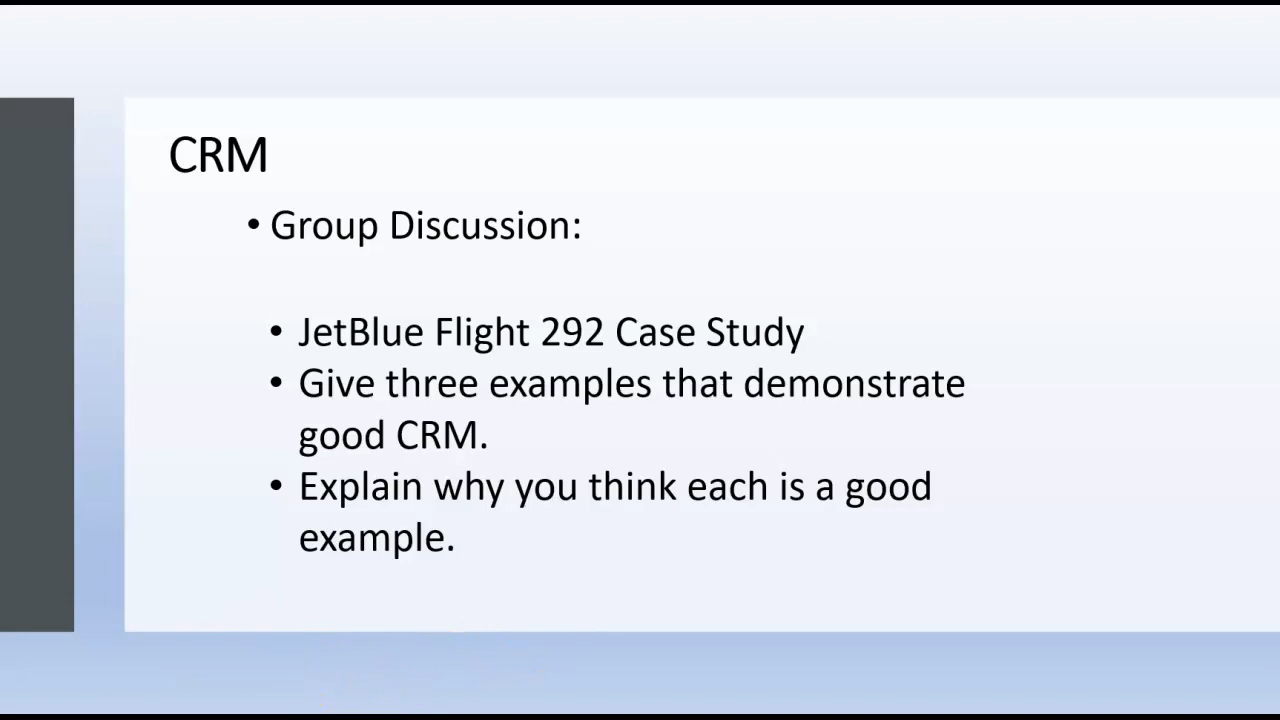 CRM
• Group Discussion:
• JetBlue Flight 292 Case Study
• Give three examples that demonstrate
good CRM.
• Explain why you think each is a good
example.